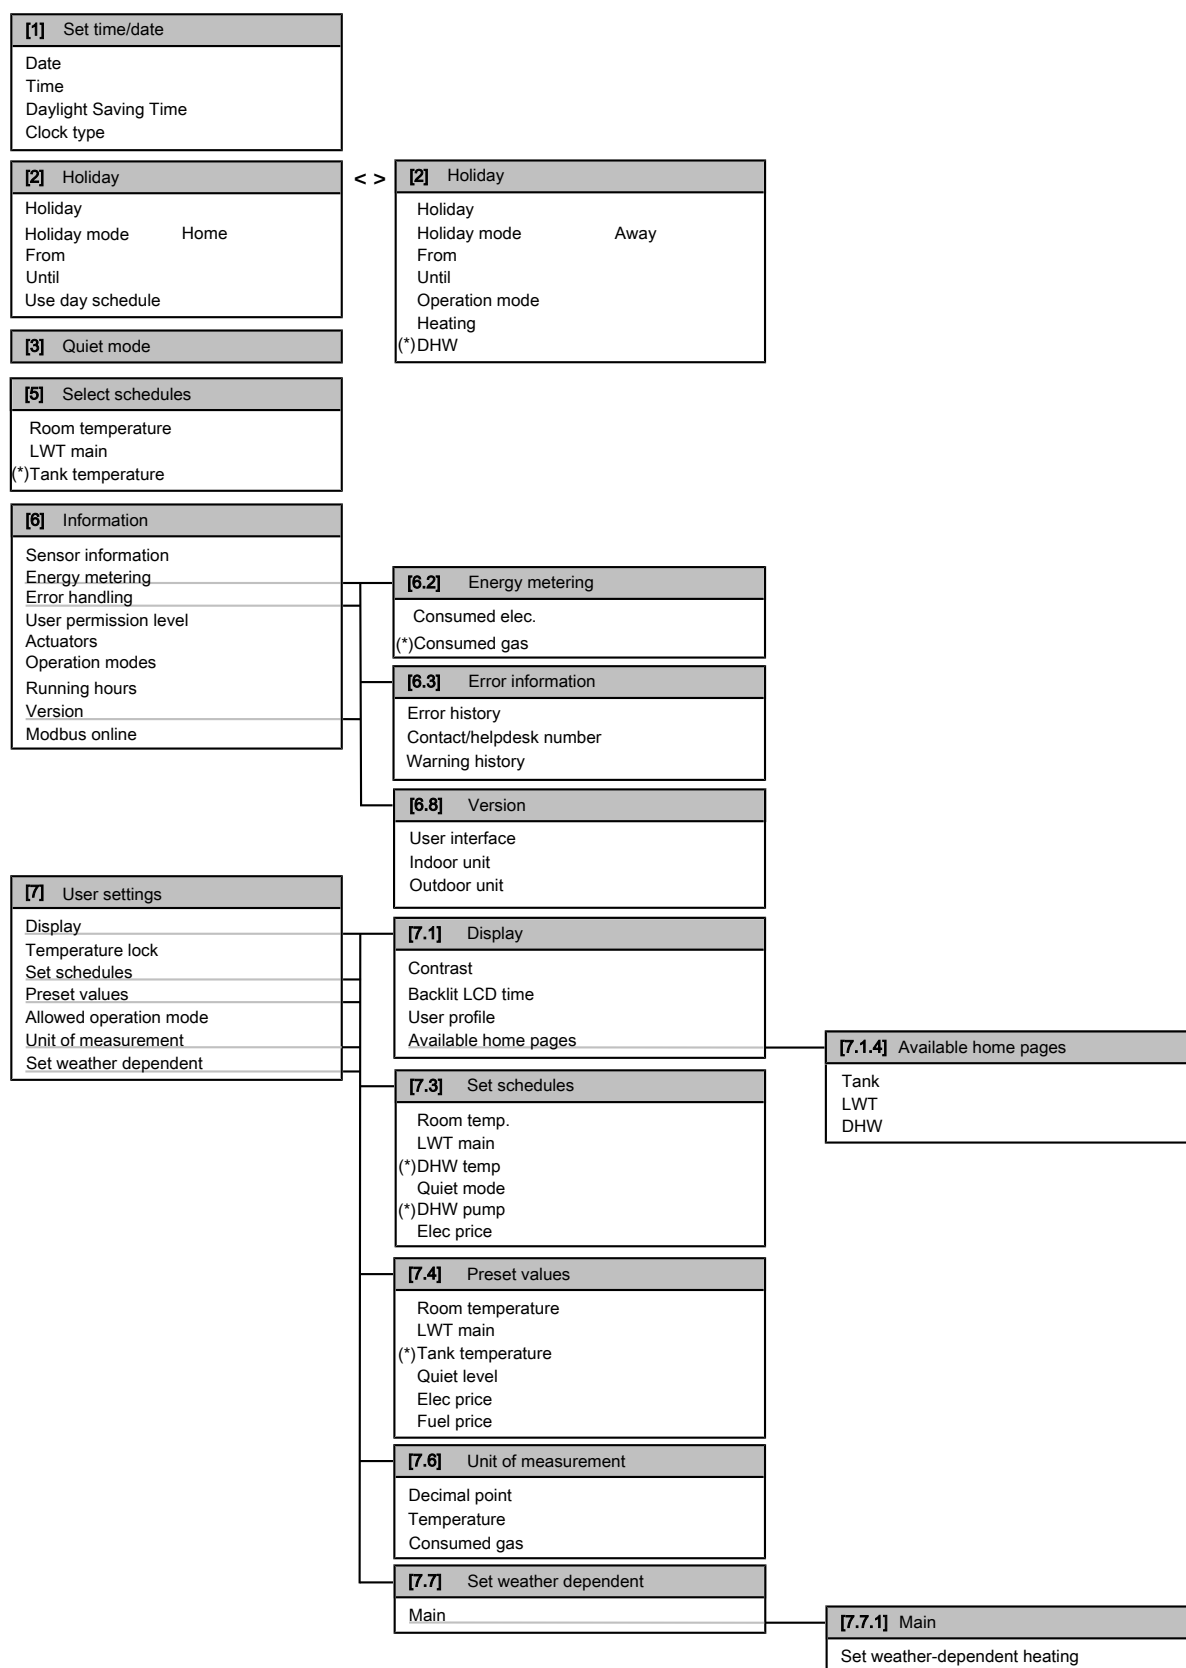 [1] Set time/date
Date
Time
Daylight Saving Time
Clock type
[2] Holiday
Holiday
Holiday mode Home
From
Until
Use day schedule
< >
[2] Holiday
Holiday
Holiday mode Away
From
Until
Operation mode
Heating
(*)DHW
[3] Quiet mode
[5] Select schedules
Room temperature
LWT main
(*)Tank temperature
[6] Information
Sensor information
Energy metering
Error handling
User permission level
Actuators
Operation modes
Running hours
Version
Modbus online
[6.2] Energy metering
Consumed elec.
(*)Consumed gas
[6.3] Error information
Error history
Contact/helpdesk number
Warning history
[6.8] Version
User interface
Indoor unit
Outdoor unit
[7] User settings
Display
Temperature lock
Set schedules
Preset values
Allowed operation mode
Unit of measurement
Set weather dependent
[7.1] Display
Contrast
Backlit LCD time
User profile
Available home pages
[7.1.4] Available home pages
Tank
LWT
DHW
[7.3] Set schedules
Room temp.
LWT main
(*)DHW temp
Quiet mode
(*)DHW pump
Elec price
[7.4] Preset values
Room temperature
LWT main
(*)Tank temperature
Quiet level
Elec price
Fuel price
[7.6] Unit of measurement
Decimal point
Temperature
Consumed gas
[7.7] Set weather dependent
Main
[7.7.1] Main
Set weather-dependent heating